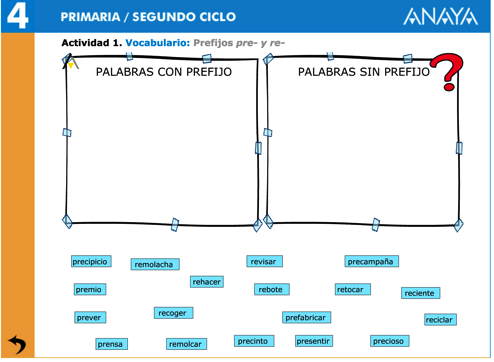 4 PRIMARIA / SEGUNDO CICLO ANAYA
Actividad 1. Vocabulario: Prefijos pre- y re-
PALABRAS CON PREFIJO PALABRAS SIN PREFIJO ?
precipicio remolacha revisar precampaña
premio rehacer rebote retocar reciente
prever recoger prefabricar reciclar
prensa remolcar precinto presentir precioso